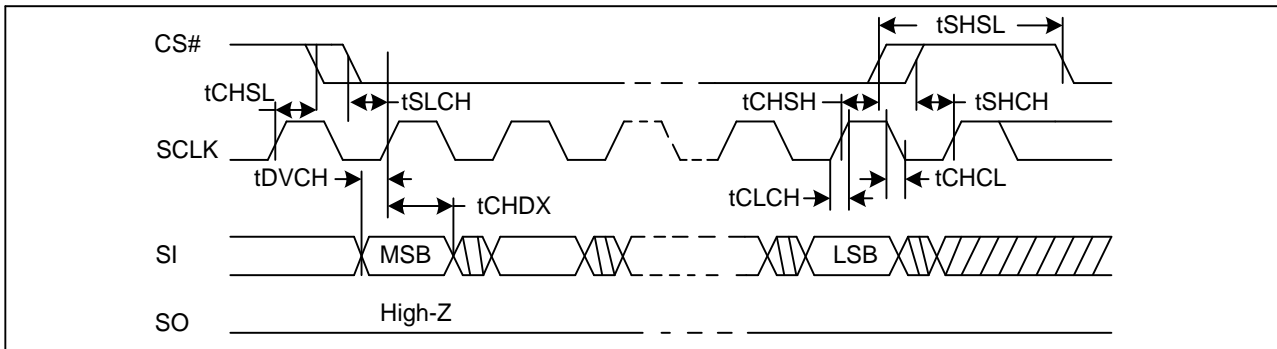 tSHSL
CS#
tCHSL
tSLCH
tCHSH
tSHCH
SCLK
tDVCH
tCHDX
tCLCH
tCHCL
SI
MSB
LSB
SO
High-Z